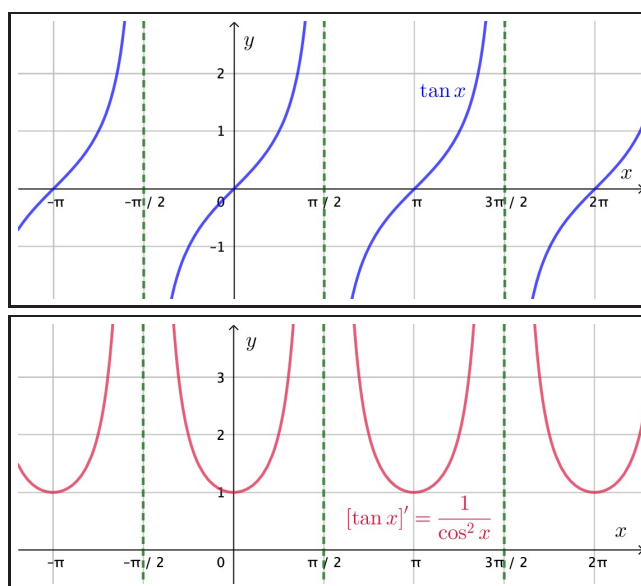 y
2
tan x
1
x
−π
−π / 2
0
π / 2
π
3π / 2
2π
−1
y
3
2
1
[tan x]′ = 1 / cos² x
x
−π
−π / 2
0
π / 2
π
3π / 2
2π